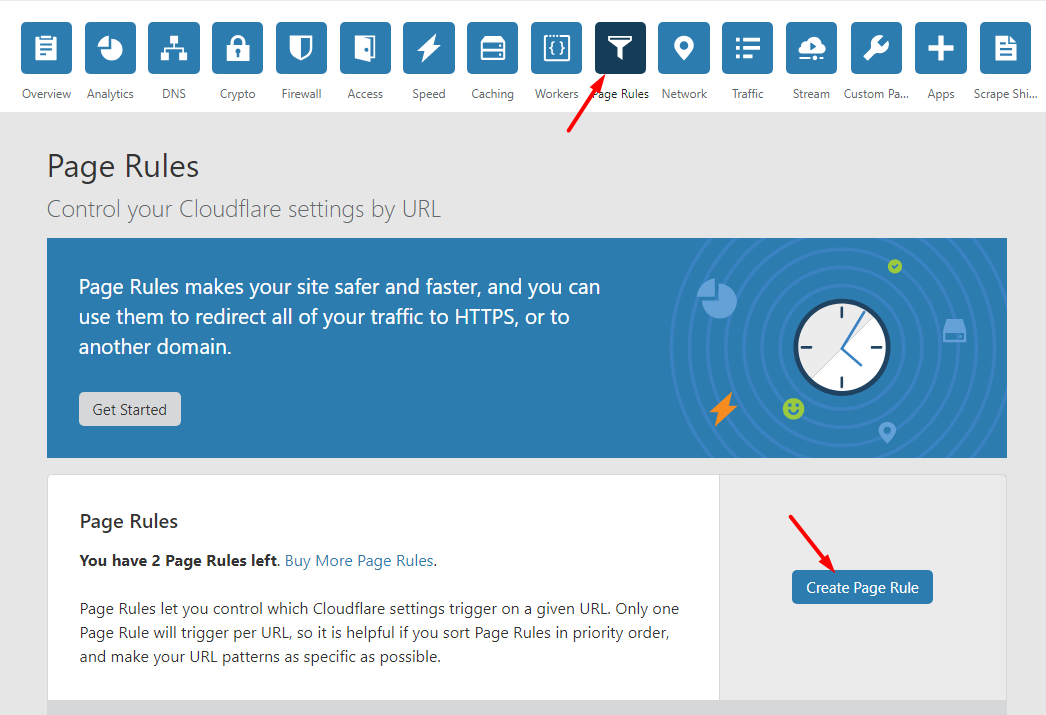 Overview Analytics DNS Crypto Firewall Access Speed Caching Workers Page Rules Network Traffic Stream Custom Pa... Apps Scrape Shi...
Page Rules
Control your Cloudflare settings by URL
Page Rules makes your site safer and faster, and you can
use them to redirect all of your traffic to HTTPS, or to
another domain.
Get Started
Page Rules
You have 2 Page Rules left. Buy More Page Rules.
Create Page Rule
Page Rules let you control which Cloudflare settings trigger on a given URL. Only one
Page Rule will trigger per URL, so it is helpful if you sort Page Rules in priority order,
and make your URL patterns as specific as possible.